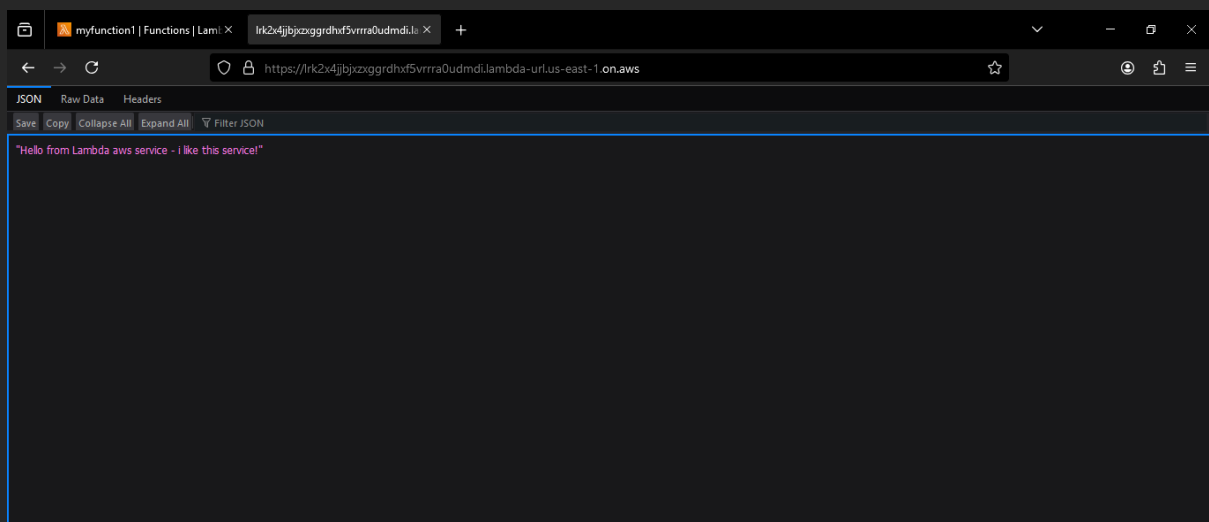 myfunction1 | Functions | Lam
lrk2x4jjbjxzxggrdhxf5vrrra0udmdi.la
https://lrk2x4jjbjxzxggrdhxf5vrrra0udmdi.lambda-url.us-east-1.on.aws
JSON Raw Data Headers
Save Copy Collapse All Expand All Filter JSON
"Hello from Lambda aws service - i like this service!"